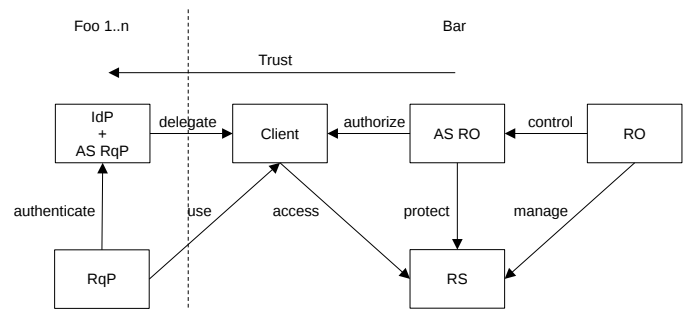 Foo 1..n
Bar
Trust
IdP
+
AS RqP
delegate
Client
authorize
AS RO
control
RO
authenticate
use
access
protect
manage
RqP
RS